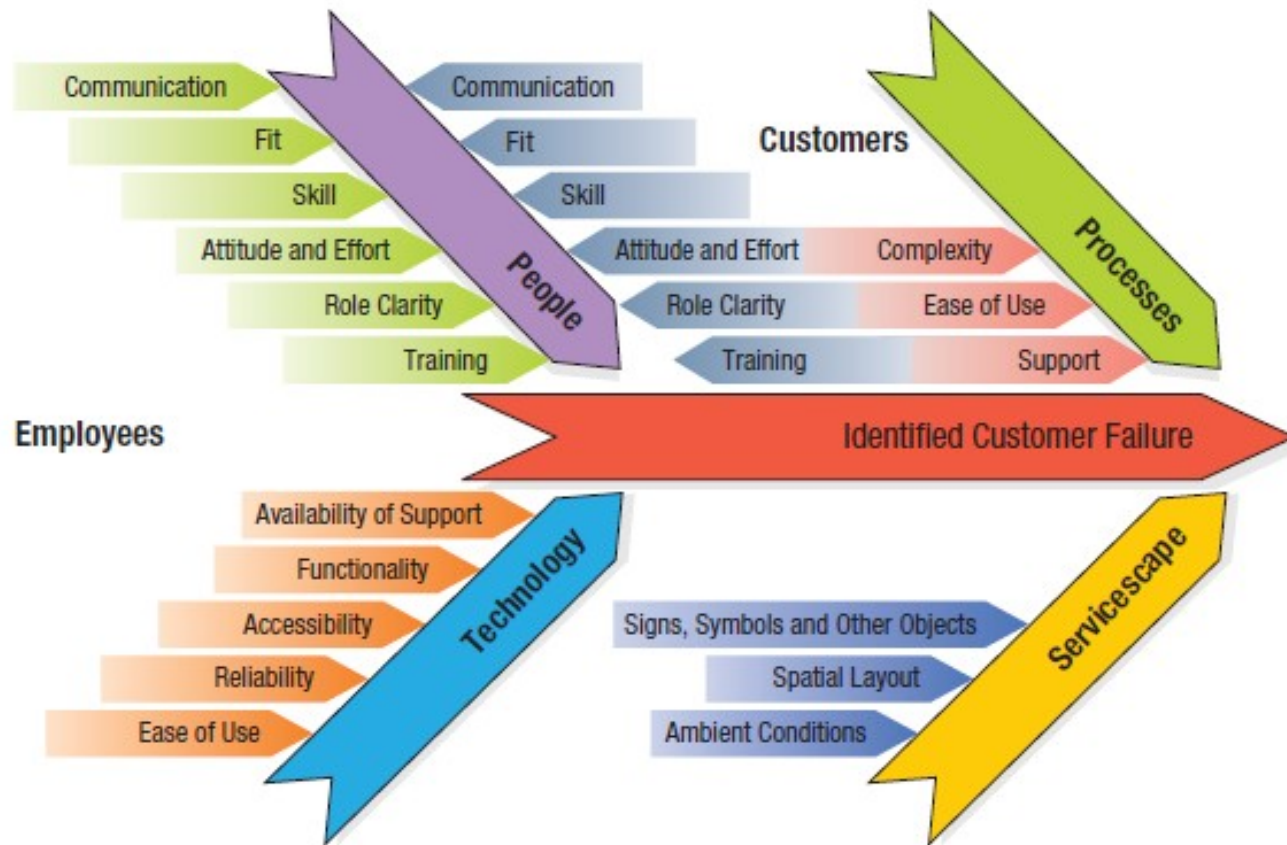 Communication
Communication
Fit
Fit
Customers
Skill
Skill
Attitude and Effort
People
Attitude and Effort
Complexity
Processes
Role Clarity
Role Clarity
Ease of Use
Training
Training
Support
Employees
Identified Customer Failure
Availability of Support
Functionality
Technology
Accessibility
Signs, Symbols and Other Objects
Servicescape
Reliability
Spatial Layout
Ease of Use
Ambient Conditions